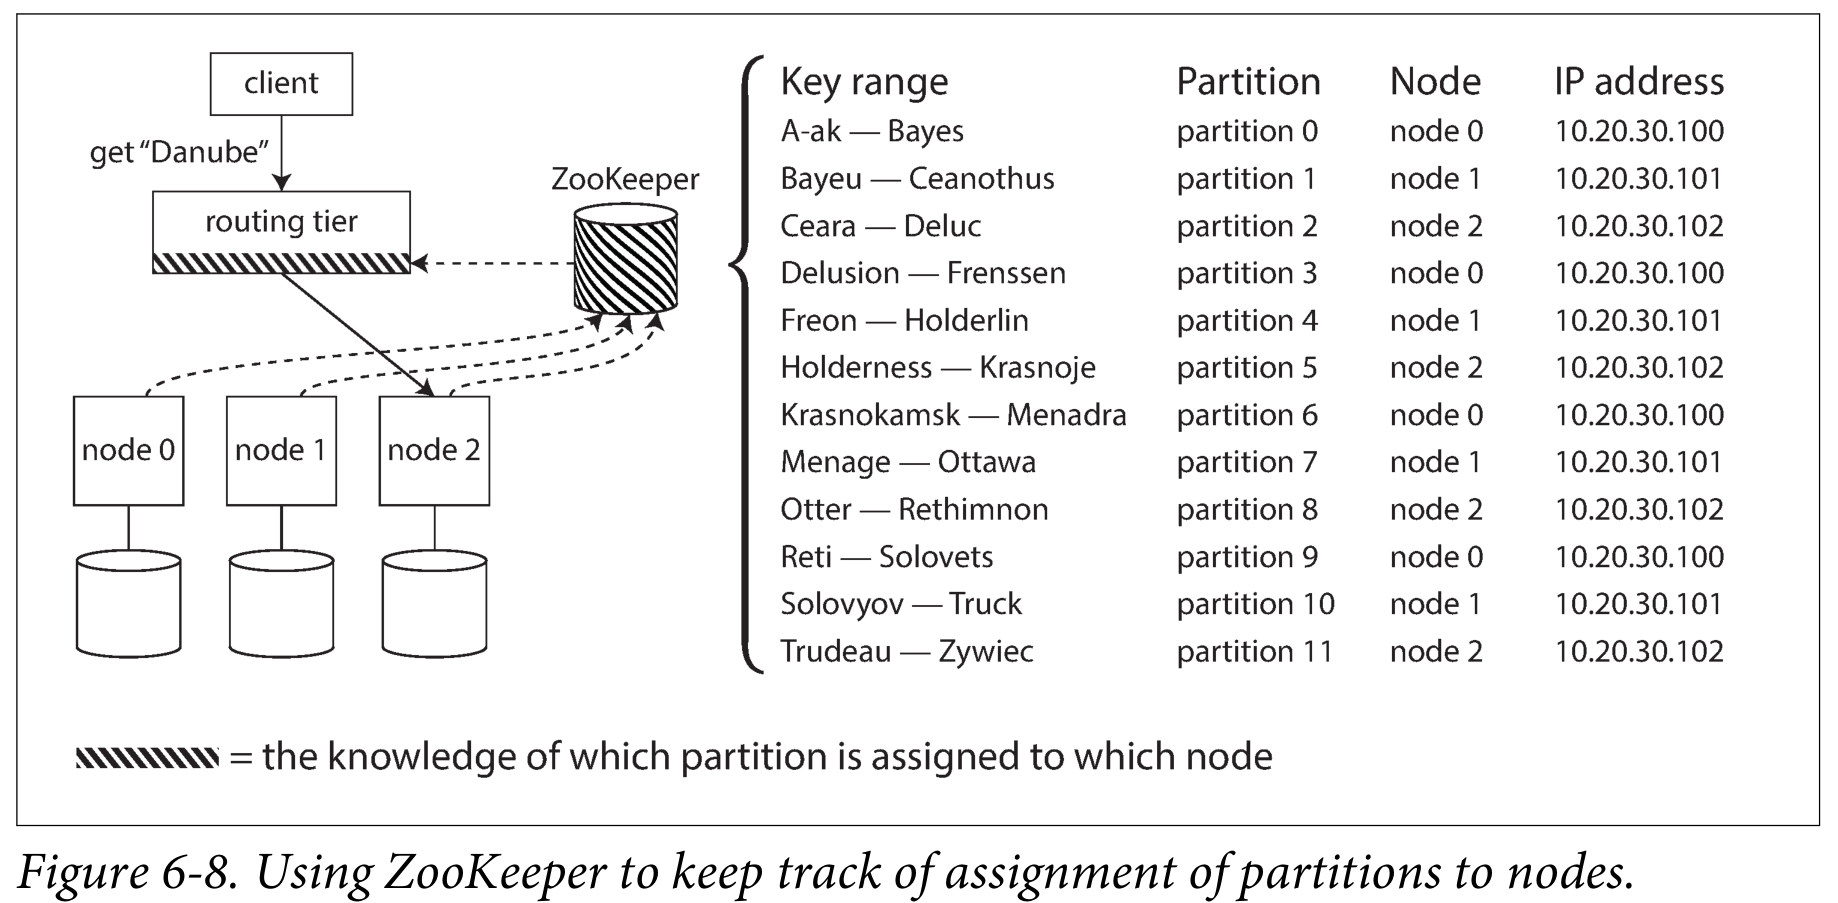 client
get “Danube”
routing tier
ZooKeeper
node 0
node 1
node 2
Key range Partition Node IP address
A-ak — Bayes partition 0 node 0 10.20.30.100
Bayeu — Ceanothus partition 1 node 1 10.20.30.101
Ceara — Deluc partition 2 node 2 10.20.30.102
Delusion — Frenssen partition 3 node 0 10.20.30.100
Freon — Holderlin partition 4 node 1 10.20.30.101
Holderness — Krasnoje partition 5 node 2 10.20.30.102
Krasnokamsk — Menadra partition 6 node 0 10.20.30.100
Menage — Ottawa partition 7 node 1 10.20.30.101
Otter — Rethimnon partition 8 node 2 10.20.30.102
Reti — Solovets partition 9 node 0 10.20.30.100
Solovyov — Truck partition 10 node 1 10.20.30.101
Trudeau — Zywiec partition 11 node 2 10.20.30.102
= the knowledge of which partition is assigned to which node
Figure 6-8. Using ZooKeeper to keep track of assignment of partitions to nodes.